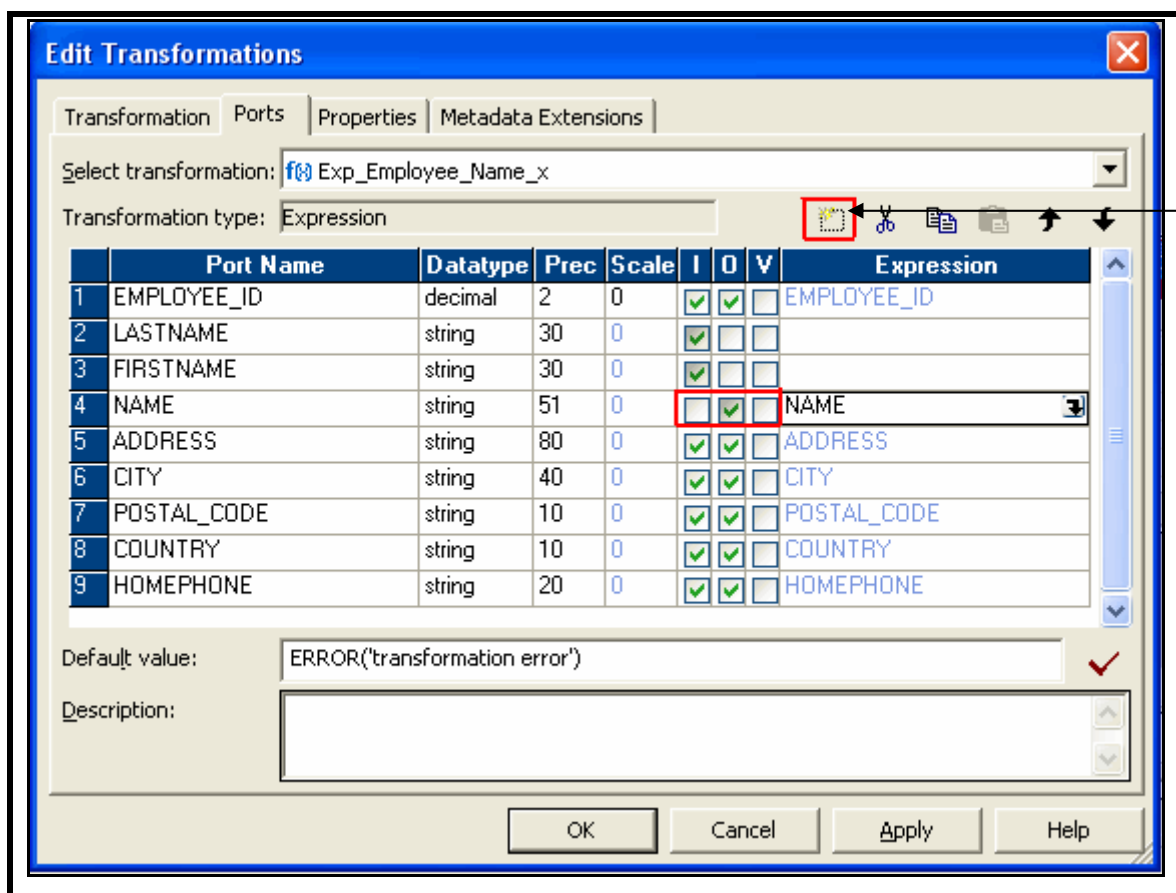 Edit Transformations
Transformation Ports Properties Metadata Extensions
Select transformation: f(x) Exp_Employee_Name_x
Transformation type: Expression
Port Name Datatype Prec Scale I O V Expression
1 EMPLOYEE_ID decimal 2 0 EMPLOYEE_ID
2 LASTNAME string 30 0
3 FIRSTNAME string 30 0
4 NAME string 51 0 NAME
5 ADDRESS string 80 0 ADDRESS
6 CITY string 40 0 CITY
7 POSTAL_CODE string 10 0 POSTAL_CODE
8 COUNTRY string 10 0 COUNTRY
9 HOMEPHONE string 20 0 HOMEPHONE
Default value: ERROR('transformation error')
Description:
OK Cancel Apply Help